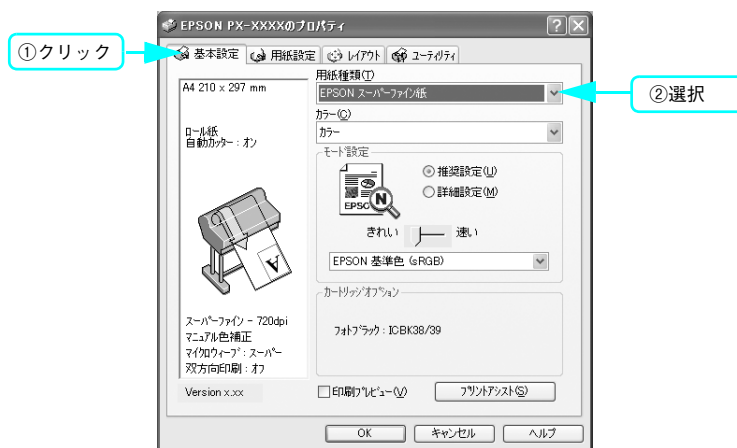 EPSON PX-XXXXのプロパティ
①クリック
基本設定 用紙設定 レイアウト ユーティリティ
A4 210 x 297 mm
ロール紙
自動カッター : オン
スーパーファイン - 720dpi
マニュアル色補正
マイクロウィーブ : スーパー
双方向印刷 : オフ
Version x.xx
用紙種類(T)
EPSON スーパーファイン紙
②選択
カラー(C)
カラー
モード設定
EPSO
N
推奨設定(U)
詳細設定(M)
きれい 速い
EPSON 基準色 (sRGB)
カートリッジオプション
フォトブラック : ICBK38/39
印刷プレビュー(V) プリントアシスト(S)
OK キャンセル ヘルプ